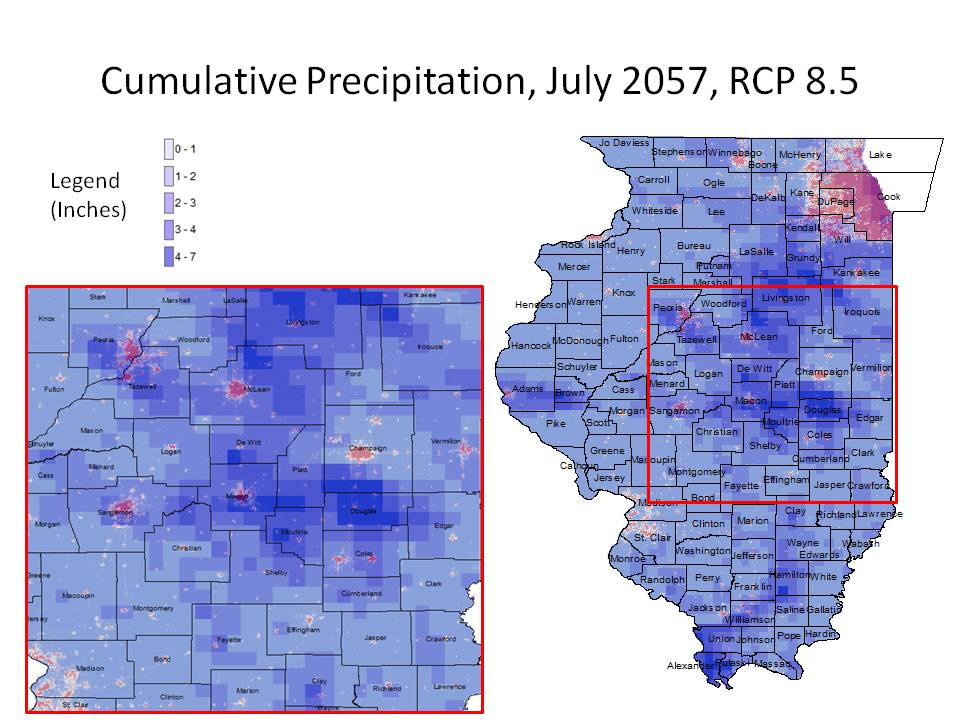 Cumulative Precipitation, July 2057, RCP 8.5
Legend
(Inches)
0 - 1
1 - 2
2 - 3
3 - 4
4 - 7
Jo Daviess
Stephenson
Winnebago
Boone
McHenry
Lake
Carroll
Ogle
DeKalb
Kane
DuPage
Cook
Whiteside
Lee
Kendall
Will
Rock Island
Henry
Bureau
LaSalle
Grundy
Mercer
Putnam
Kankakee
Stark
Marshall
Henderson
Warren
Knox
Peoria
Woodford
Livingston
Iroquois
Hancock
McDonough
Fulton
Tazewell
McLean
Ford
Schuyler
Mason
Logan
De Witt
Champaign
Vermilion
Adams
Brown
Cass
Menard
Piatt
Macon
Douglas
Edgar
Pike
Scott
Morgan
Sangamon
Christian
Moultrie
Coles
Shelby
Greene
Macoupin
Cumberland
Clark
Calhoun
Jersey
Montgomery
Fayette
Effingham
Jasper
Crawford
Bond
Madison
Clinton
Marion
Clay
Richland
Lawrence
St. Clair
Monroe
Washington
Jefferson
Wayne
Edwards
Wabash
Randolph
Perry
Franklin
Hamilton
White
Jackson
Williamson
Saline
Gallatin
Union
Johnson
Pope
Hardin
Alexander
Pulaski
Massac
Stark
Marshall
LaSalle
Kankakee
Knox
Livingston
Peoria
Woodford
Iroquois
Ford
Fulton
Tazewell
McLean
Mason
Schuyler
Logan
De Witt
Champaign
Vermilion
Menard
Piatt
Cass
Macon
Sangamon
Douglas
Morgan
Moultrie
Edgar
Christian
Coles
Shelby
Greene
Clark
Macoupin
Cumberland
Montgomery
Jersey
Effingham
Fayette
Jasper
Crawford
Bond
Madison
Clay
Marion
Richland
Lawrence
Clinton
St. Clair
Wayne